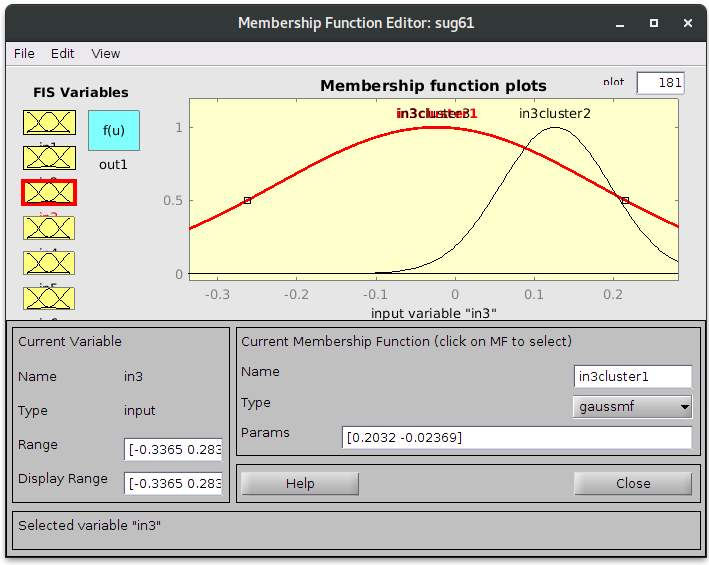 Membership Function Editor: sug61
File Edit View
FIS Variables
f(u)
out1
Membership function plots
181
in3cluster1
in3cluster2
1
0.5
0
-0.3 -0.2 -0.1 0 0.1 0.2
input variable "in3"
Current Variable
Name in3
Type input
Range [-0.3365 0.283
Display Range [-0.3365 0.283
Current Membership Function (click on MF to select)
Name in3cluster1
Type gaussmf
Params [0.2032 -0.02369]
Help Close
Selected variable "in3"